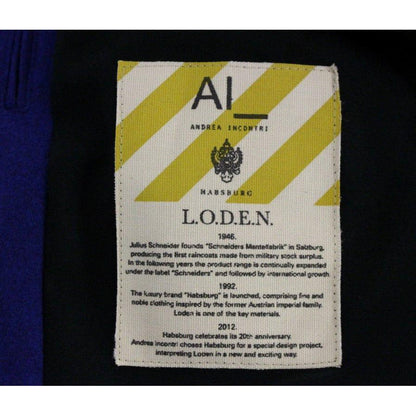 AI_
ANDREA INCONTRI
HABSBURG
L.O.D.E.N.
1946.
Julius Schneider founds "Schneiders Mantelfabrik" in Salzburg,
producing the first raincoats made from military stock surplus.
In the following years the product range is continually expanded
under the label "Schneiders" and followed by international growth.
1992.
The luxury brand "Habsburg" is launched, comprising fine and
noble clothing inspired by the former Austrian imperial family.
Loden is one of the key materials.
2012.
Habsburg celebrates its 20th anniversary.
Andrea Incontri choses Habsburg for a special design project,
interpreting Loden in a new and exciting way.